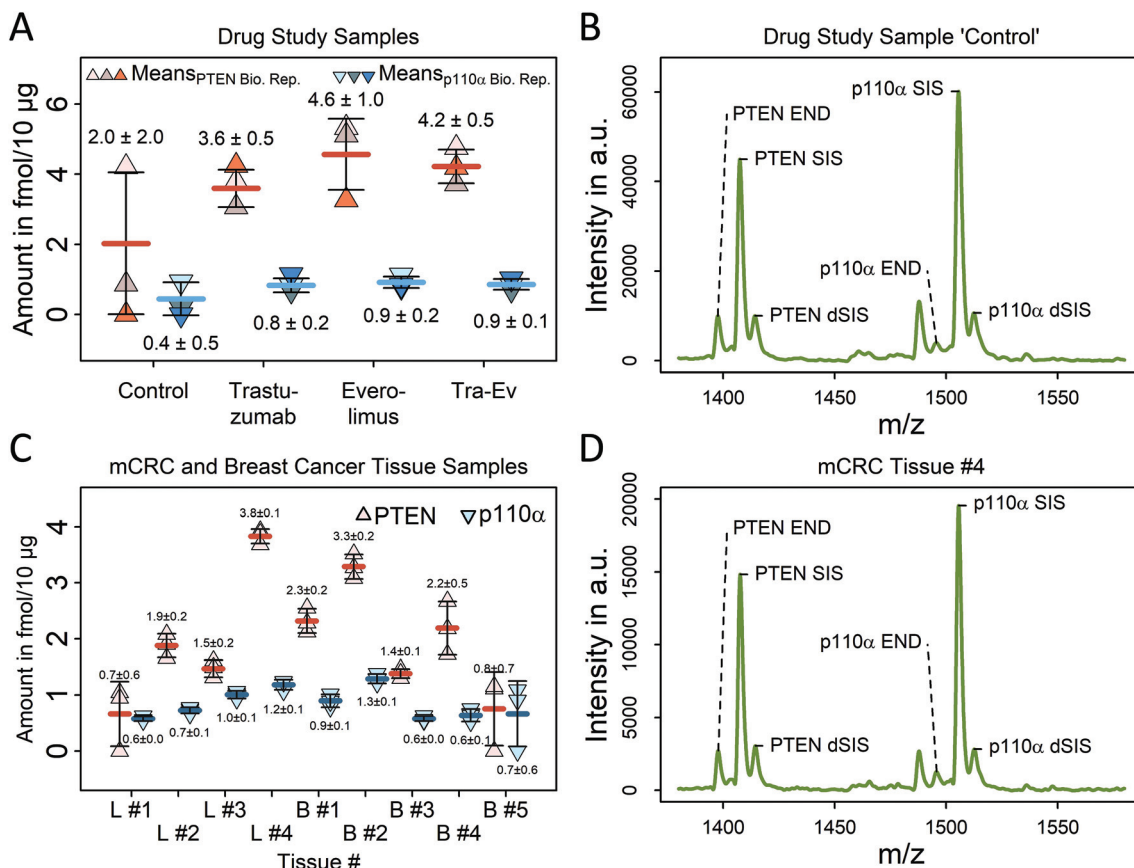 A
Drug Study Samples
Means PTEN Bio. Rep.
Means p110α Bio. Rep.
Amount in fmol/10 µg
6
4
2
0
2.0 ± 2.0
3.6 ± 0.5
4.6 ± 1.0
4.2 ± 0.5
0.4 ± 0.5
0.8 ± 0.2
0.9 ± 0.2
0.9 ± 0.1
Control
Trastu-
zumab
Evero-
limus
Tra-Ev
B
Drug Study Sample 'Control'
Intensity in a.u.
60000
40000
20000
0
PTEN END
PTEN SIS
PTEN dSIS
p110α SIS
p110α END
p110α dSIS
1400
1450
1500
1550
m/z
C
mCRC and Breast Cancer Tissue Samples
PTEN
p110α
Amount in fmol/10 µg
4
3
2
1
0
0.7±0.6
1.9±0.2
1.5±0.2
3.8±0.1
2.3±0.2
3.3±0.2
1.4±0.1
2.2±0.5
0.8±0.7
0.6±0.0
0.7±0.1
1.0±0.1
1.2±0.1
0.9±0.1
1.3±0.1
0.6±0.0
0.6±0.1
0.7±0.6
L #1
L #2
L #3
L #4
B #1
B #2
B #3
B #4
B #5
Tissue #
D
mCRC Tissue #4
Intensity in a.u.
20000
15000
10000
5000
0
PTEN END
PTEN SIS
PTEN dSIS
p110α SIS
p110α END
p110α dSIS
1400
1450
1500
1550
m/z